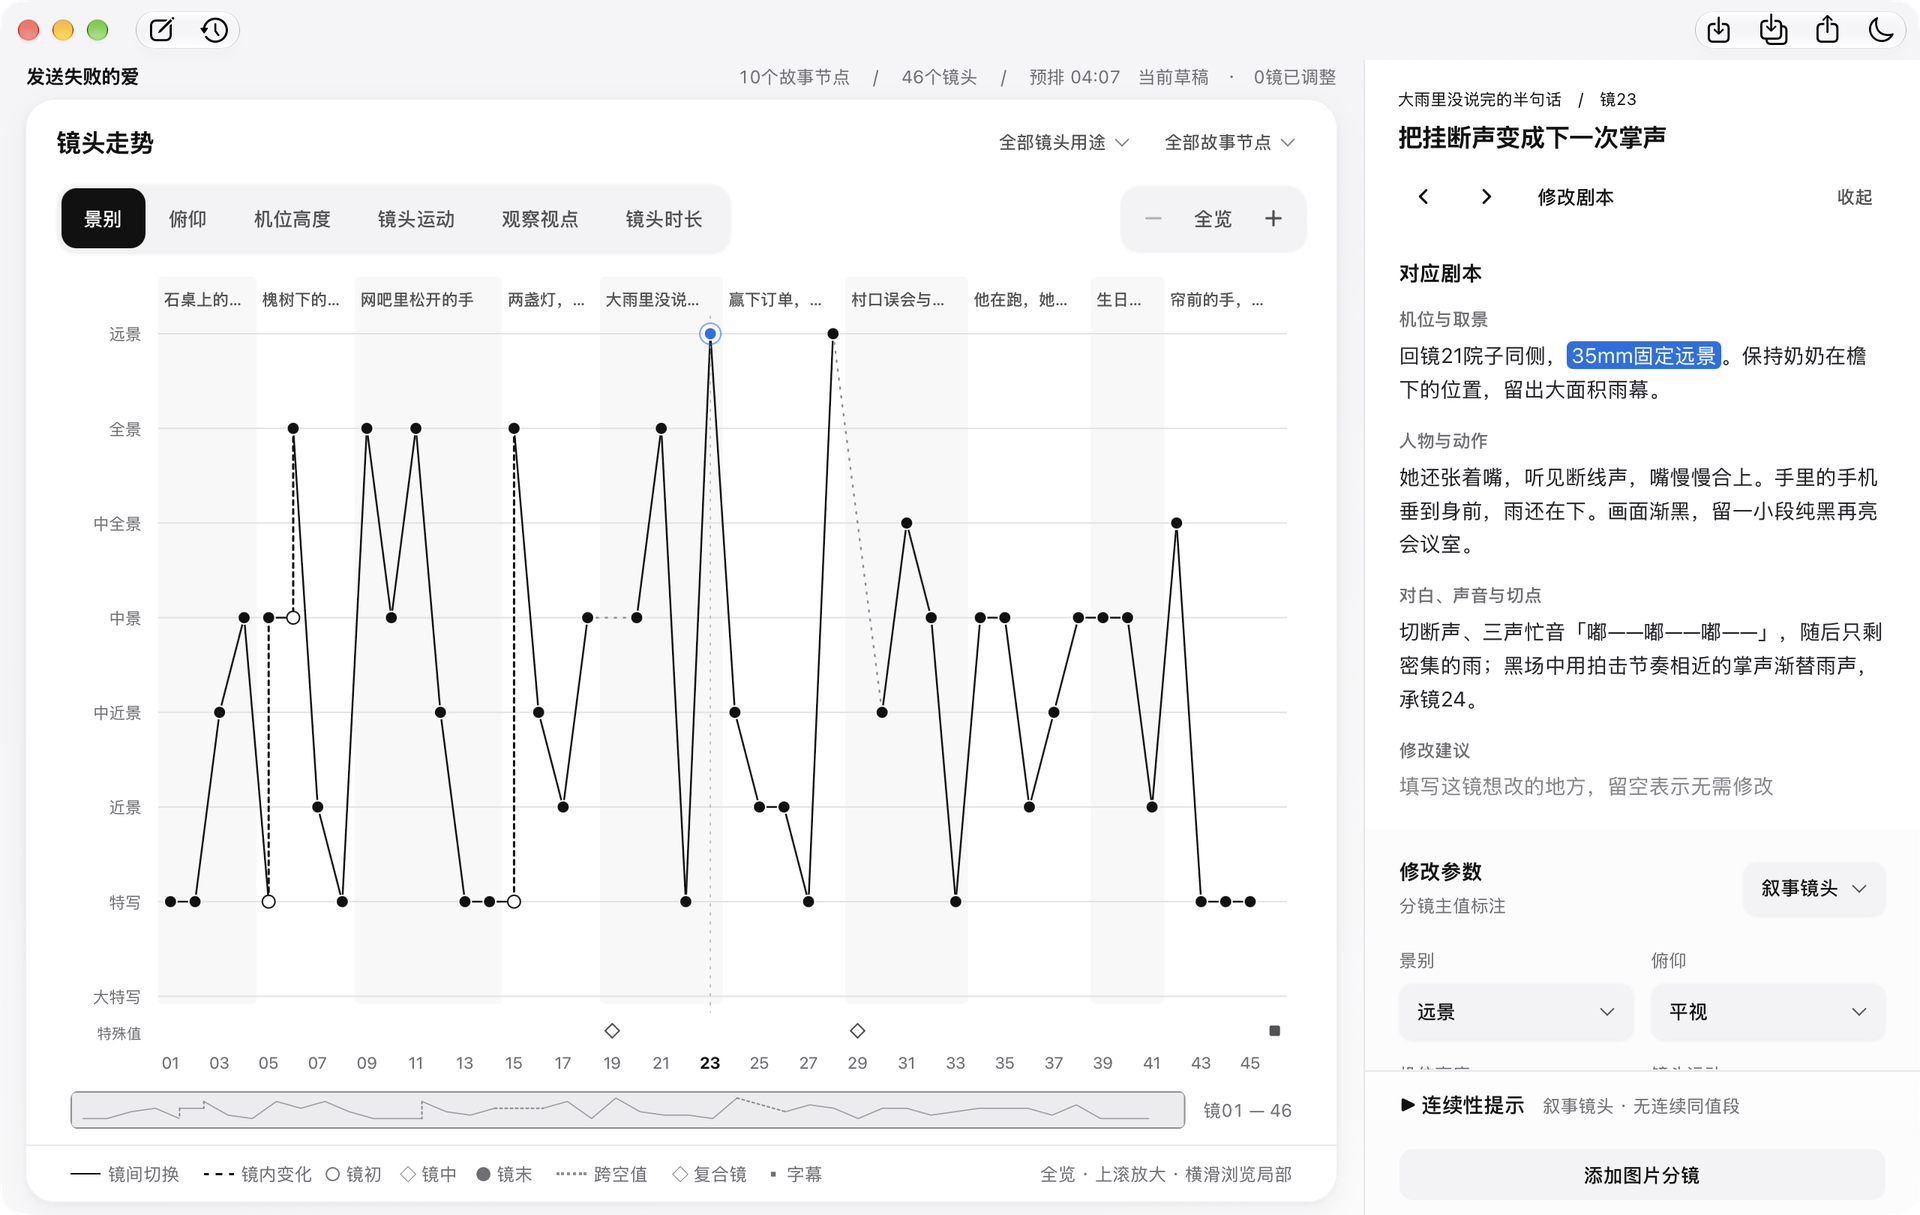 发送失败的爱
10个故事节点 / 46个镜头 / 预排 04:07 当前草稿 · 0镜已调整
镜头走势
全部镜头用途 全部故事节点
景别 俯仰 机位高度 镜头运动 观察视点 镜头时长
全览
石桌上的... 槐树下的... 网吧里松开的手 两盏灯，... 大雨里没说... 赢下订单，... 村口误会与... 他在跑，她... 生日... 帘前的手，...
远景
全景
中全景
中景
中近景
近景
特写
大特写
特殊值
01 03 05 07 09 11 13 15 17 19 21 23 25 27 29 31 33 35 37 39 41 43 45
镜01 — 46
镜间切换 镜内变化 镜初 镜中 镜末 跨空值 复合镜 字幕
全览 · 上滚放大 · 横滑浏览局部
大雨里没说完的半句话 / 镜23
把挂断声变成下一次掌声
修改剧本 收起
对应剧本
机位与取景
回镜21院子同侧，35mm固定远景。保持奶奶在檐
下的位置，留出大面积雨幕。
人物与动作
她还张着嘴，听见断线声，嘴慢慢合上。手里的手机
垂到身前，雨还在下。画面渐黑，留一小段纯黑再亮
会议室。
对白、声音与切点
切断声、三声忙音「嘟——嘟——嘟——」，随后只剩
密集的雨；黑场中用拍击节奏相近的掌声渐替雨声，
承镜24。
修改建议
填写这镜想改的地方，留空表示无需修改
修改参数
叙事镜头
分镜主值标注
景别 俯仰
远景 平视
连续性提示 叙事镜头 · 无连续同值段
添加图片分镜